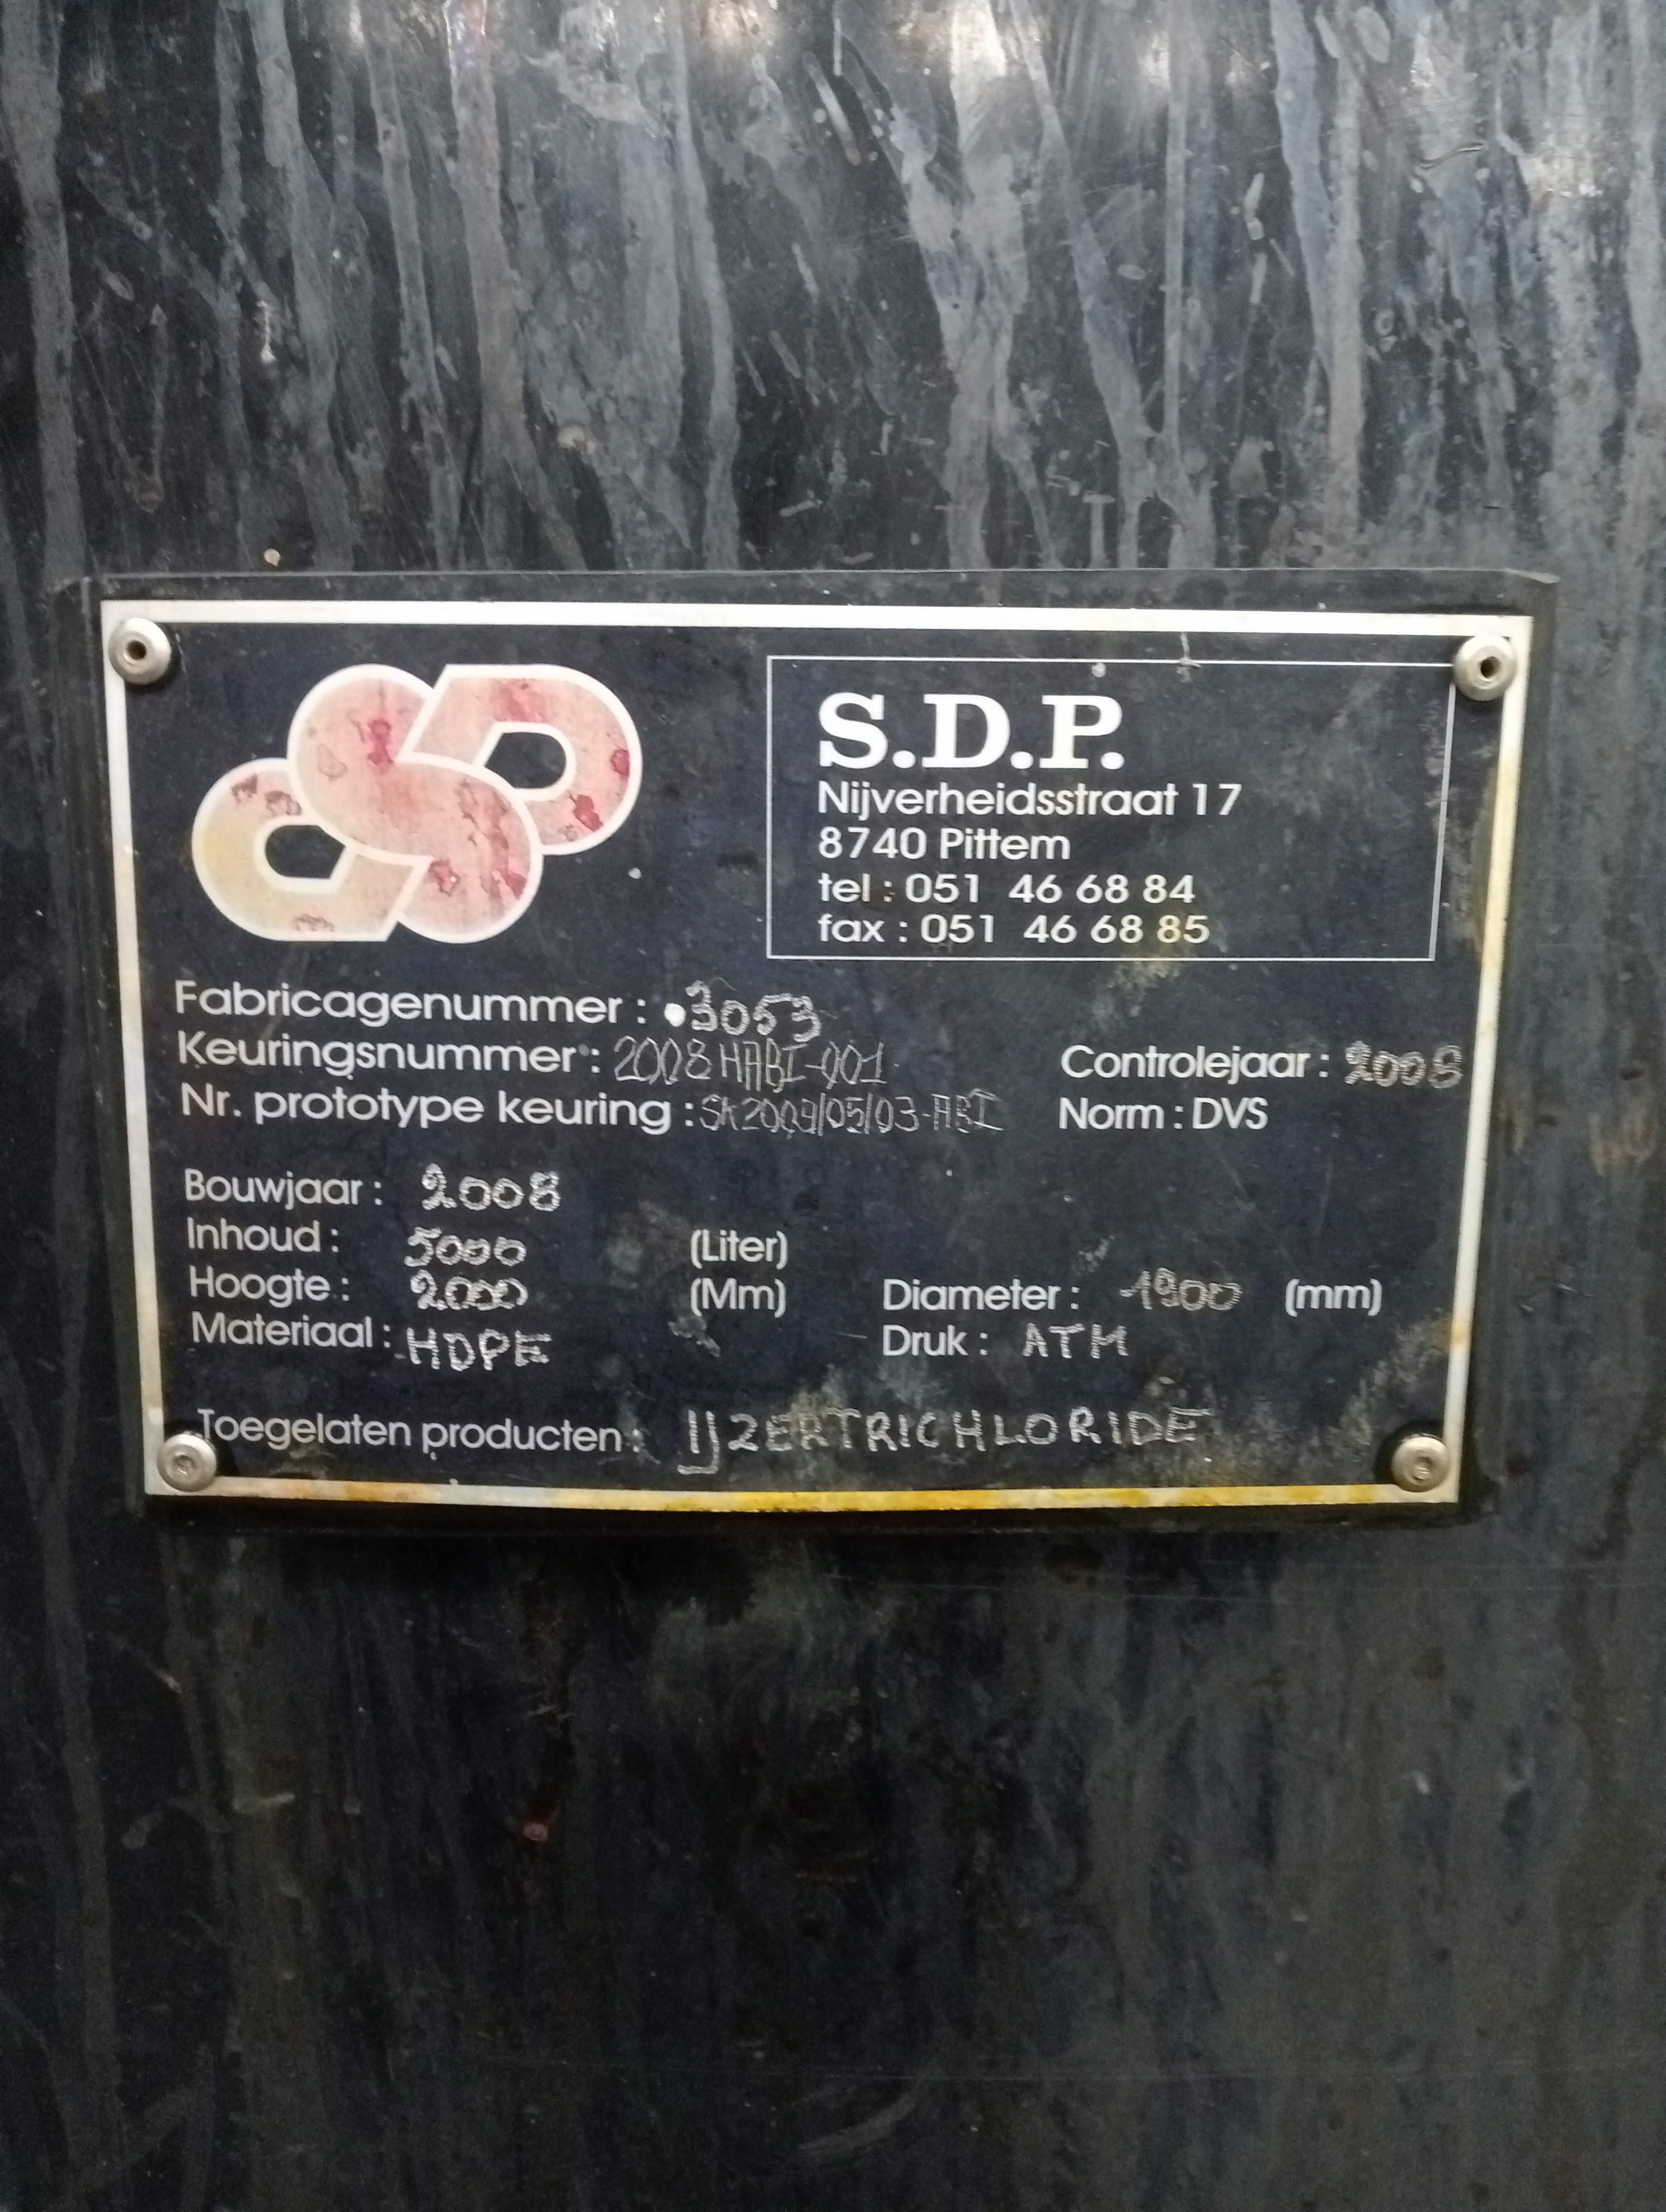 S.D.P.
Nijverheidsstraat 17
8740 Pittem
tel : 051 46 68 84
fax : 051 46 68 85
Fabricagenummer : 3053
Keuringsnummer : 2008HABI-001
Controlejaar : 2008
Nr. prototype keuring :
Norm : DVS
Bouwjaar : 2008
Inhoud : 5000 (Liter)
Hoogte : 2000 (Mm) Diameter : 1900 (mm)
Materiaal : HDPE Druk : ATM
Toegelaten producten : IJZERTRICHLORIDE